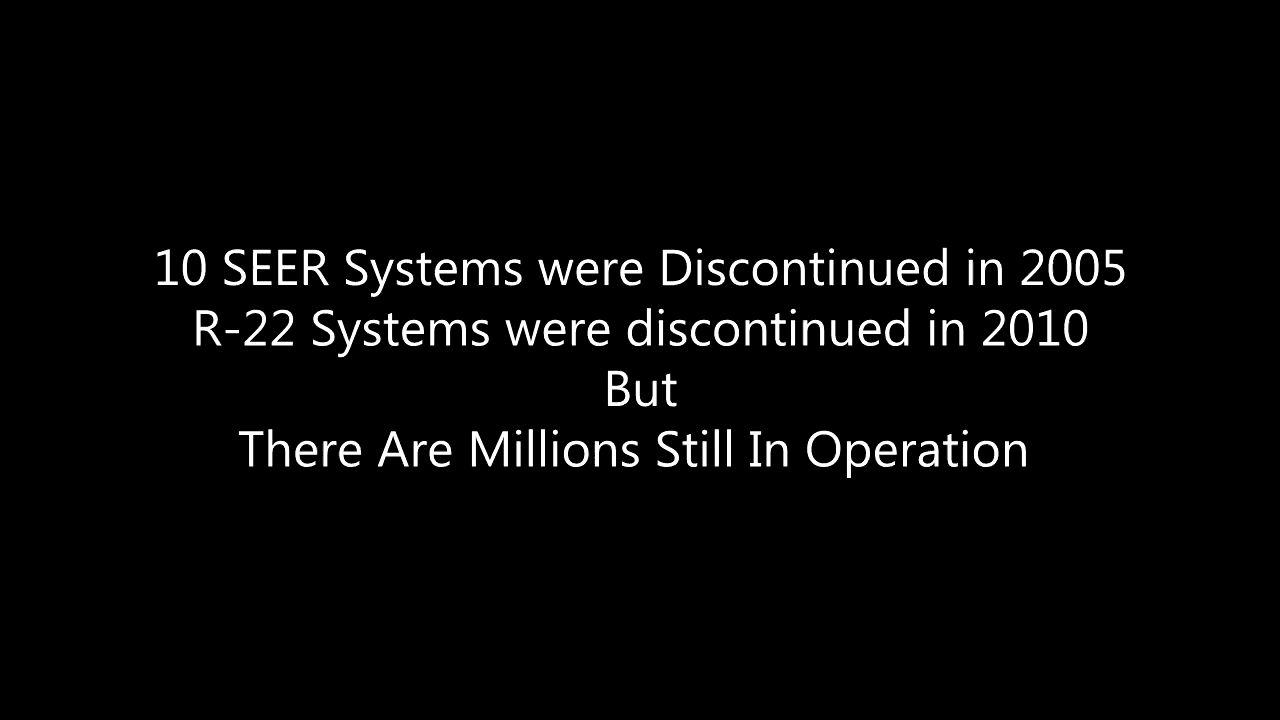 10 SEER Systems were Discontinued in 2005
R-22 Systems were discontinued in 2010
But
There Are Millions Still In Operation